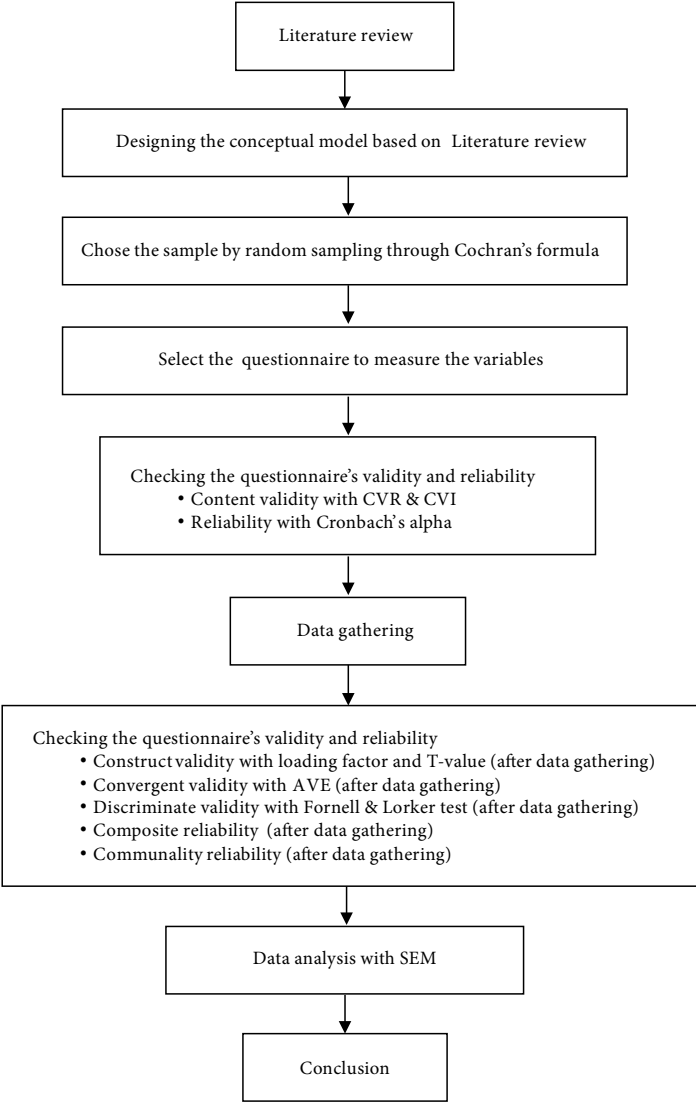 Literature review
Designing the conceptual model based on Literature review
Chose the sample by random sampling through Cochran's formula
Select the questionnaire to measure the variables
Checking the questionnaire's validity and reliability
• Content validity with CVR & CVI
• Reliability with Cronbach's alpha
Data gathering
Checking the questionnaire's validity and reliability
• Construct validity with loading factor and T-value (after data gathering)
• Convergent validity with AVE (after data gathering)
• Discriminate validity with Fornell & Lorker test (after data gathering)
• Composite reliability (after data gathering)
• Communality reliability (after data gathering)
Data analysis with SEM
Conclusion